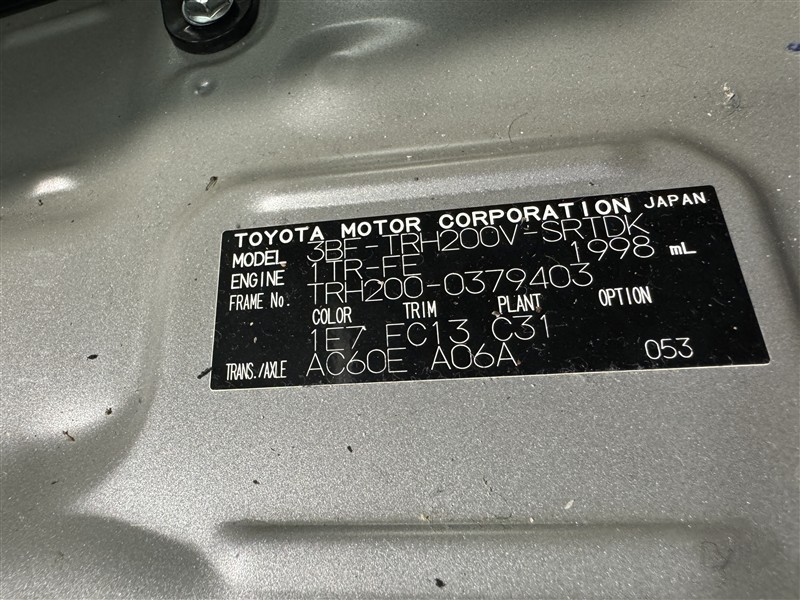 TOYOTA MOTOR CORPORATION JAPAN
MODEL 3BF-TRH200V-SRTDK
ENGINE 1TR-FE 1998 mL
FRAME No. TRH200-0379403
COLOR TRIM PLANT OPTION
1E7 FC13 C31
TRANS./AXLE AC60E A06A 053